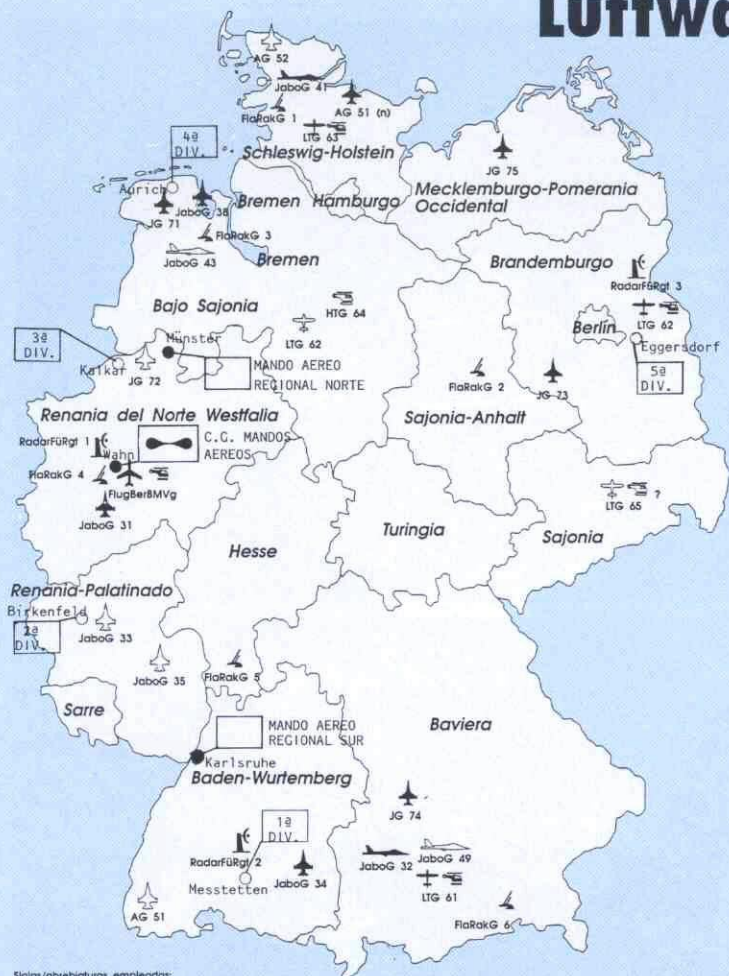 Luftwa
AG 52
JaboG 41
FlaRakG 1
AG 51 (n)
LTG 63
Schleswig-Holstein
JG 75
Mecklemburgo-Pomerania
Occidental
4ª
DIV.
Aurich
JG 71
JaboG 38
Bremen
Hamburgo
FlaRakG 3
JaboG 43
Bremen
Brandemburgo
RadarFüRgt 3
Bajo Sajonia
HTG 64
LTG 62
Berlin
LTG 62
Eggersdorf
5ª
DIV.
3ª
DIV.
Kalkar
JG 72
Münster
MANDO AEREO
REGIONAL NORTE
FlaRakG 2
JG 73
Sajonia-Anhalt
Renania del Norte Westfalia
RadarFüRgt 1
Wahn
C.G. MANDOS
AEREOS
FlaRakG 4
FlugBerBMVg
JaboG 31
Hesse
Turingia
LTG 65
?
Sajonia
Renania-Palatinado
Birkenfeld
2ª
DIV.
JaboG 33
JaboG 35
FlaRakG 5
Sarre
MANDO AEREO
REGIONAL SUR
Karlsruhe
Baden-Wurtemberg
Baviera
JG 74
1ª
DIV.
RadarFüRgt 2
Messtetten
JaboG 34
JaboG 32
JaboG 49
LTG 61
AG 51
FlaRakG 6
Siglas/abreviaturas empleadas: